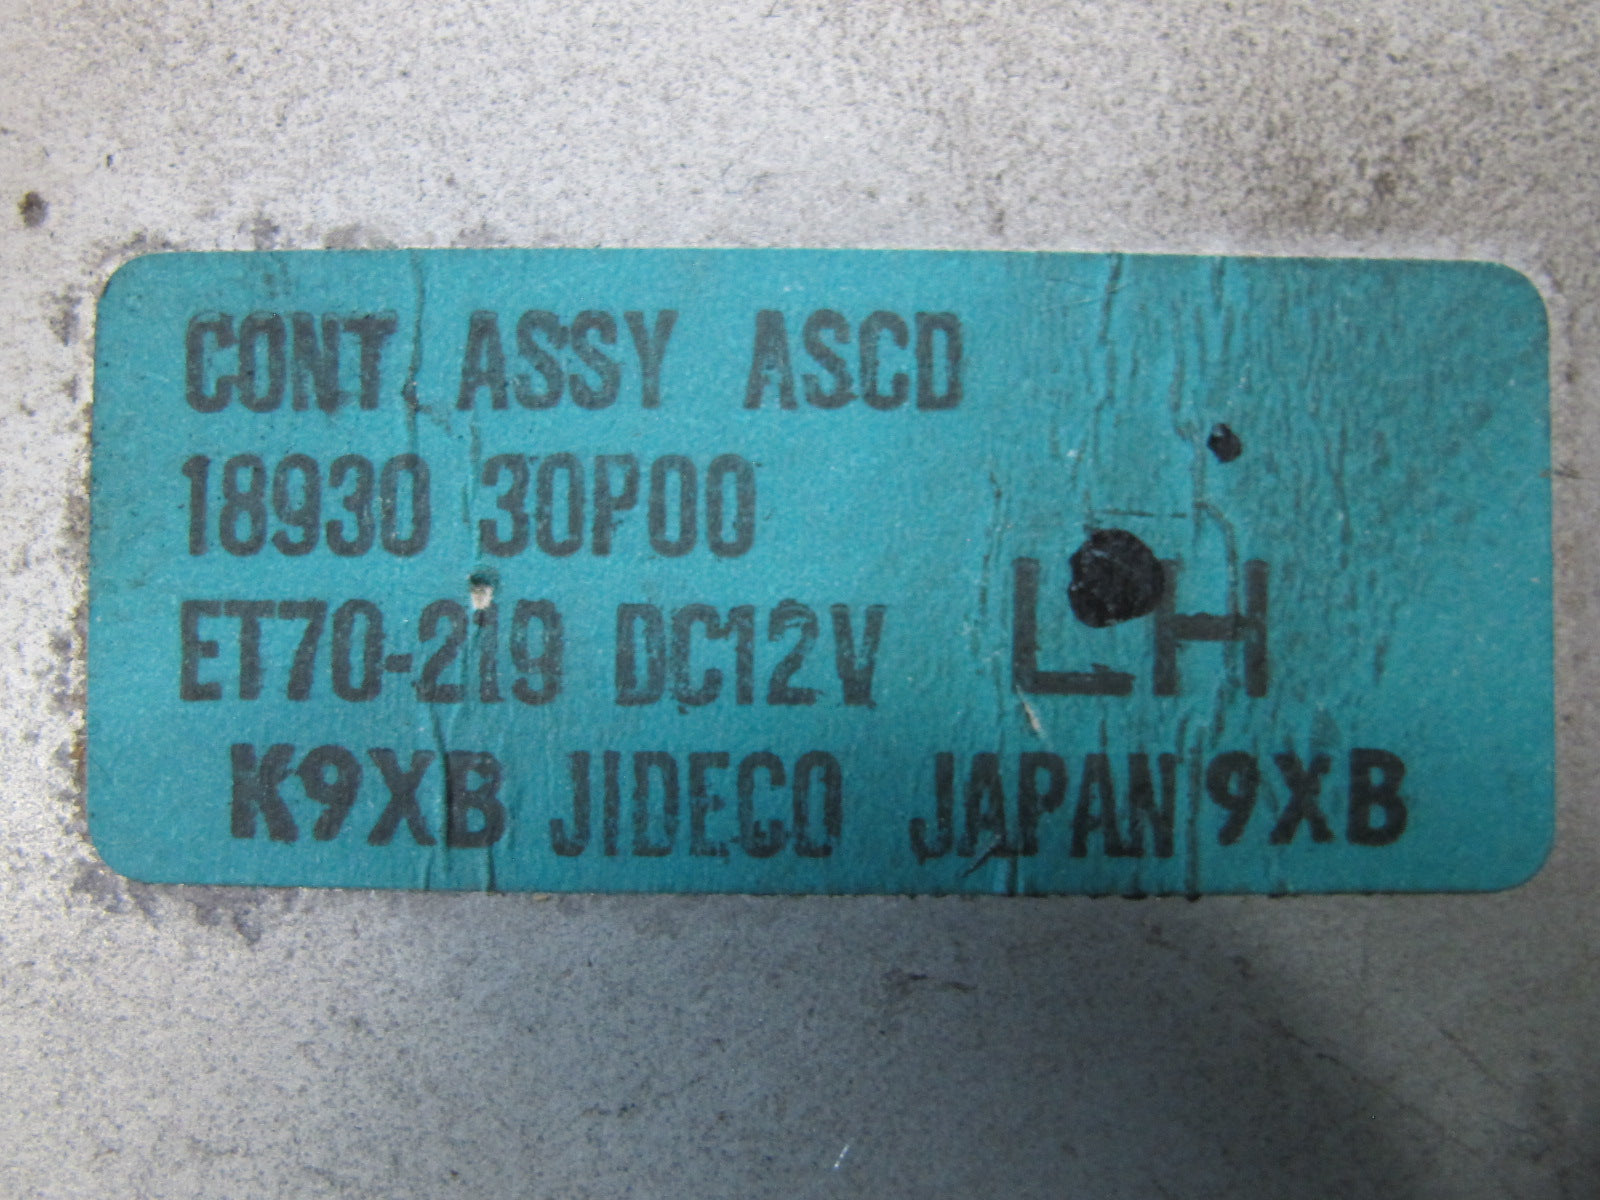 CONT ASSY ASCD
18930 30P00
ET70-219 DC12V LH
K9XB JIDECO JAPAN 9XB